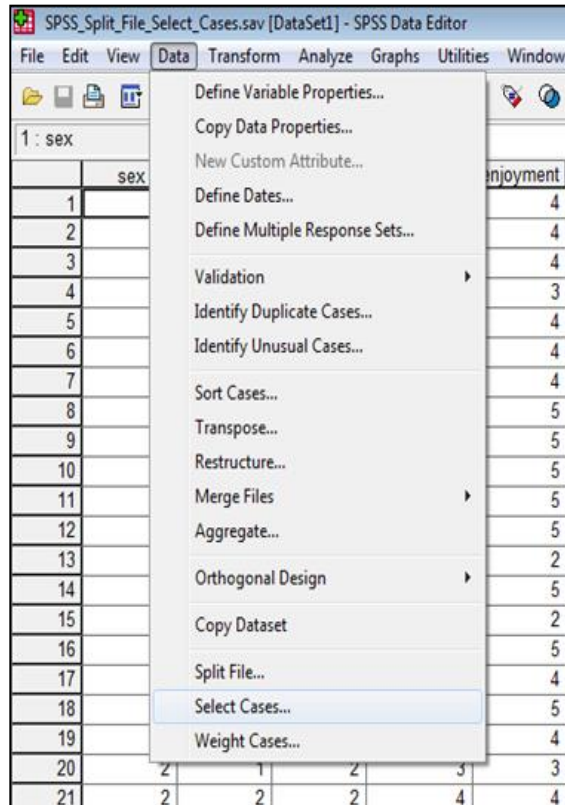 SPSS_Split_File_Select_Cases.sav [DataSet1] - SPSS Data Editor
File Edit View Data Transform Analyze Graphs Utilities Window
Define Variable Properties...
1 : sex
Copy Data Properties...
New Custom Attribute...
sex enjoyment
Define Dates...
Define Multiple Response Sets...
Validation
Identify Duplicate Cases...
Identify Unusual Cases...
Sort Cases...
Transpose...
Restructure...
Merge Files
Aggregate...
Orthogonal Design
Copy Dataset
Split File...
Select Cases...
Weight Cases...
1 4
2 4
3 4
4 3
5 4
6 4
7 4
8 5
9 5
10 5
11 5
12 5
13 2
14 5
15 2
16 5
17 4
18 5
19 4
20 2 1 2 3 3
21 2 2 2 4 4